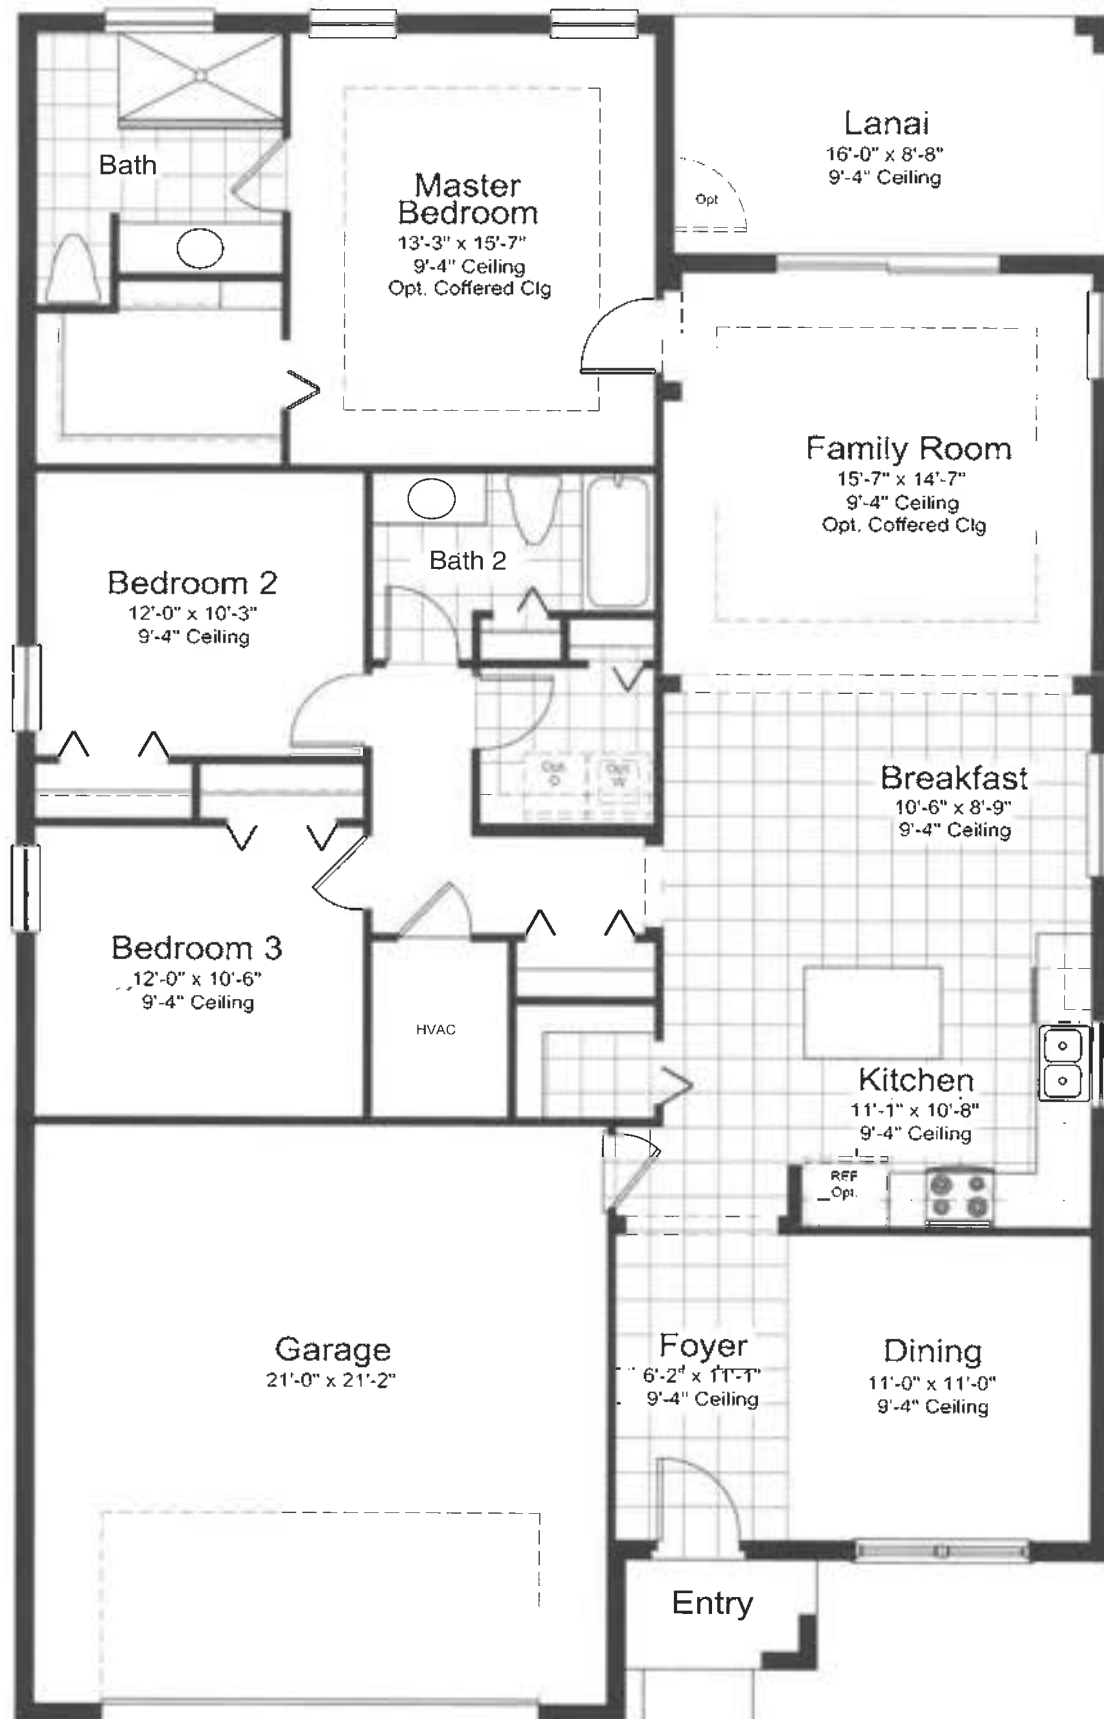 Lanai
16'-0" x 8'-8"
9'-4" Ceiling
Opt
Bath
Master
Bedroom
13'-3" x 15'-7"
9'-4" Ceiling
Opt. Coffered Clg
Family Room
15'-7" x 14'-7"
9'-4" Ceiling
Opt. Coffered Clg
Bath 2
Bedroom 2
12'-0" x 10'-3"
9'-4" Ceiling
Opt. D
Opt. W
Breakfast
10'-6" x 8'-9"
9'-4" Ceiling
Bedroom 3
12'-0" x 10'-6"
9'-4" Ceiling
HVAC
Kitchen
11'-1" x 10'-8"
9'-4" Ceiling
REF
Opt.
Garage
21'-0" x 21'-2"
Foyer
6'-2" x 11'-1"
9'-4" Ceiling
Dining
11'-0" x 11'-0"
9'-4" Ceiling
Entry